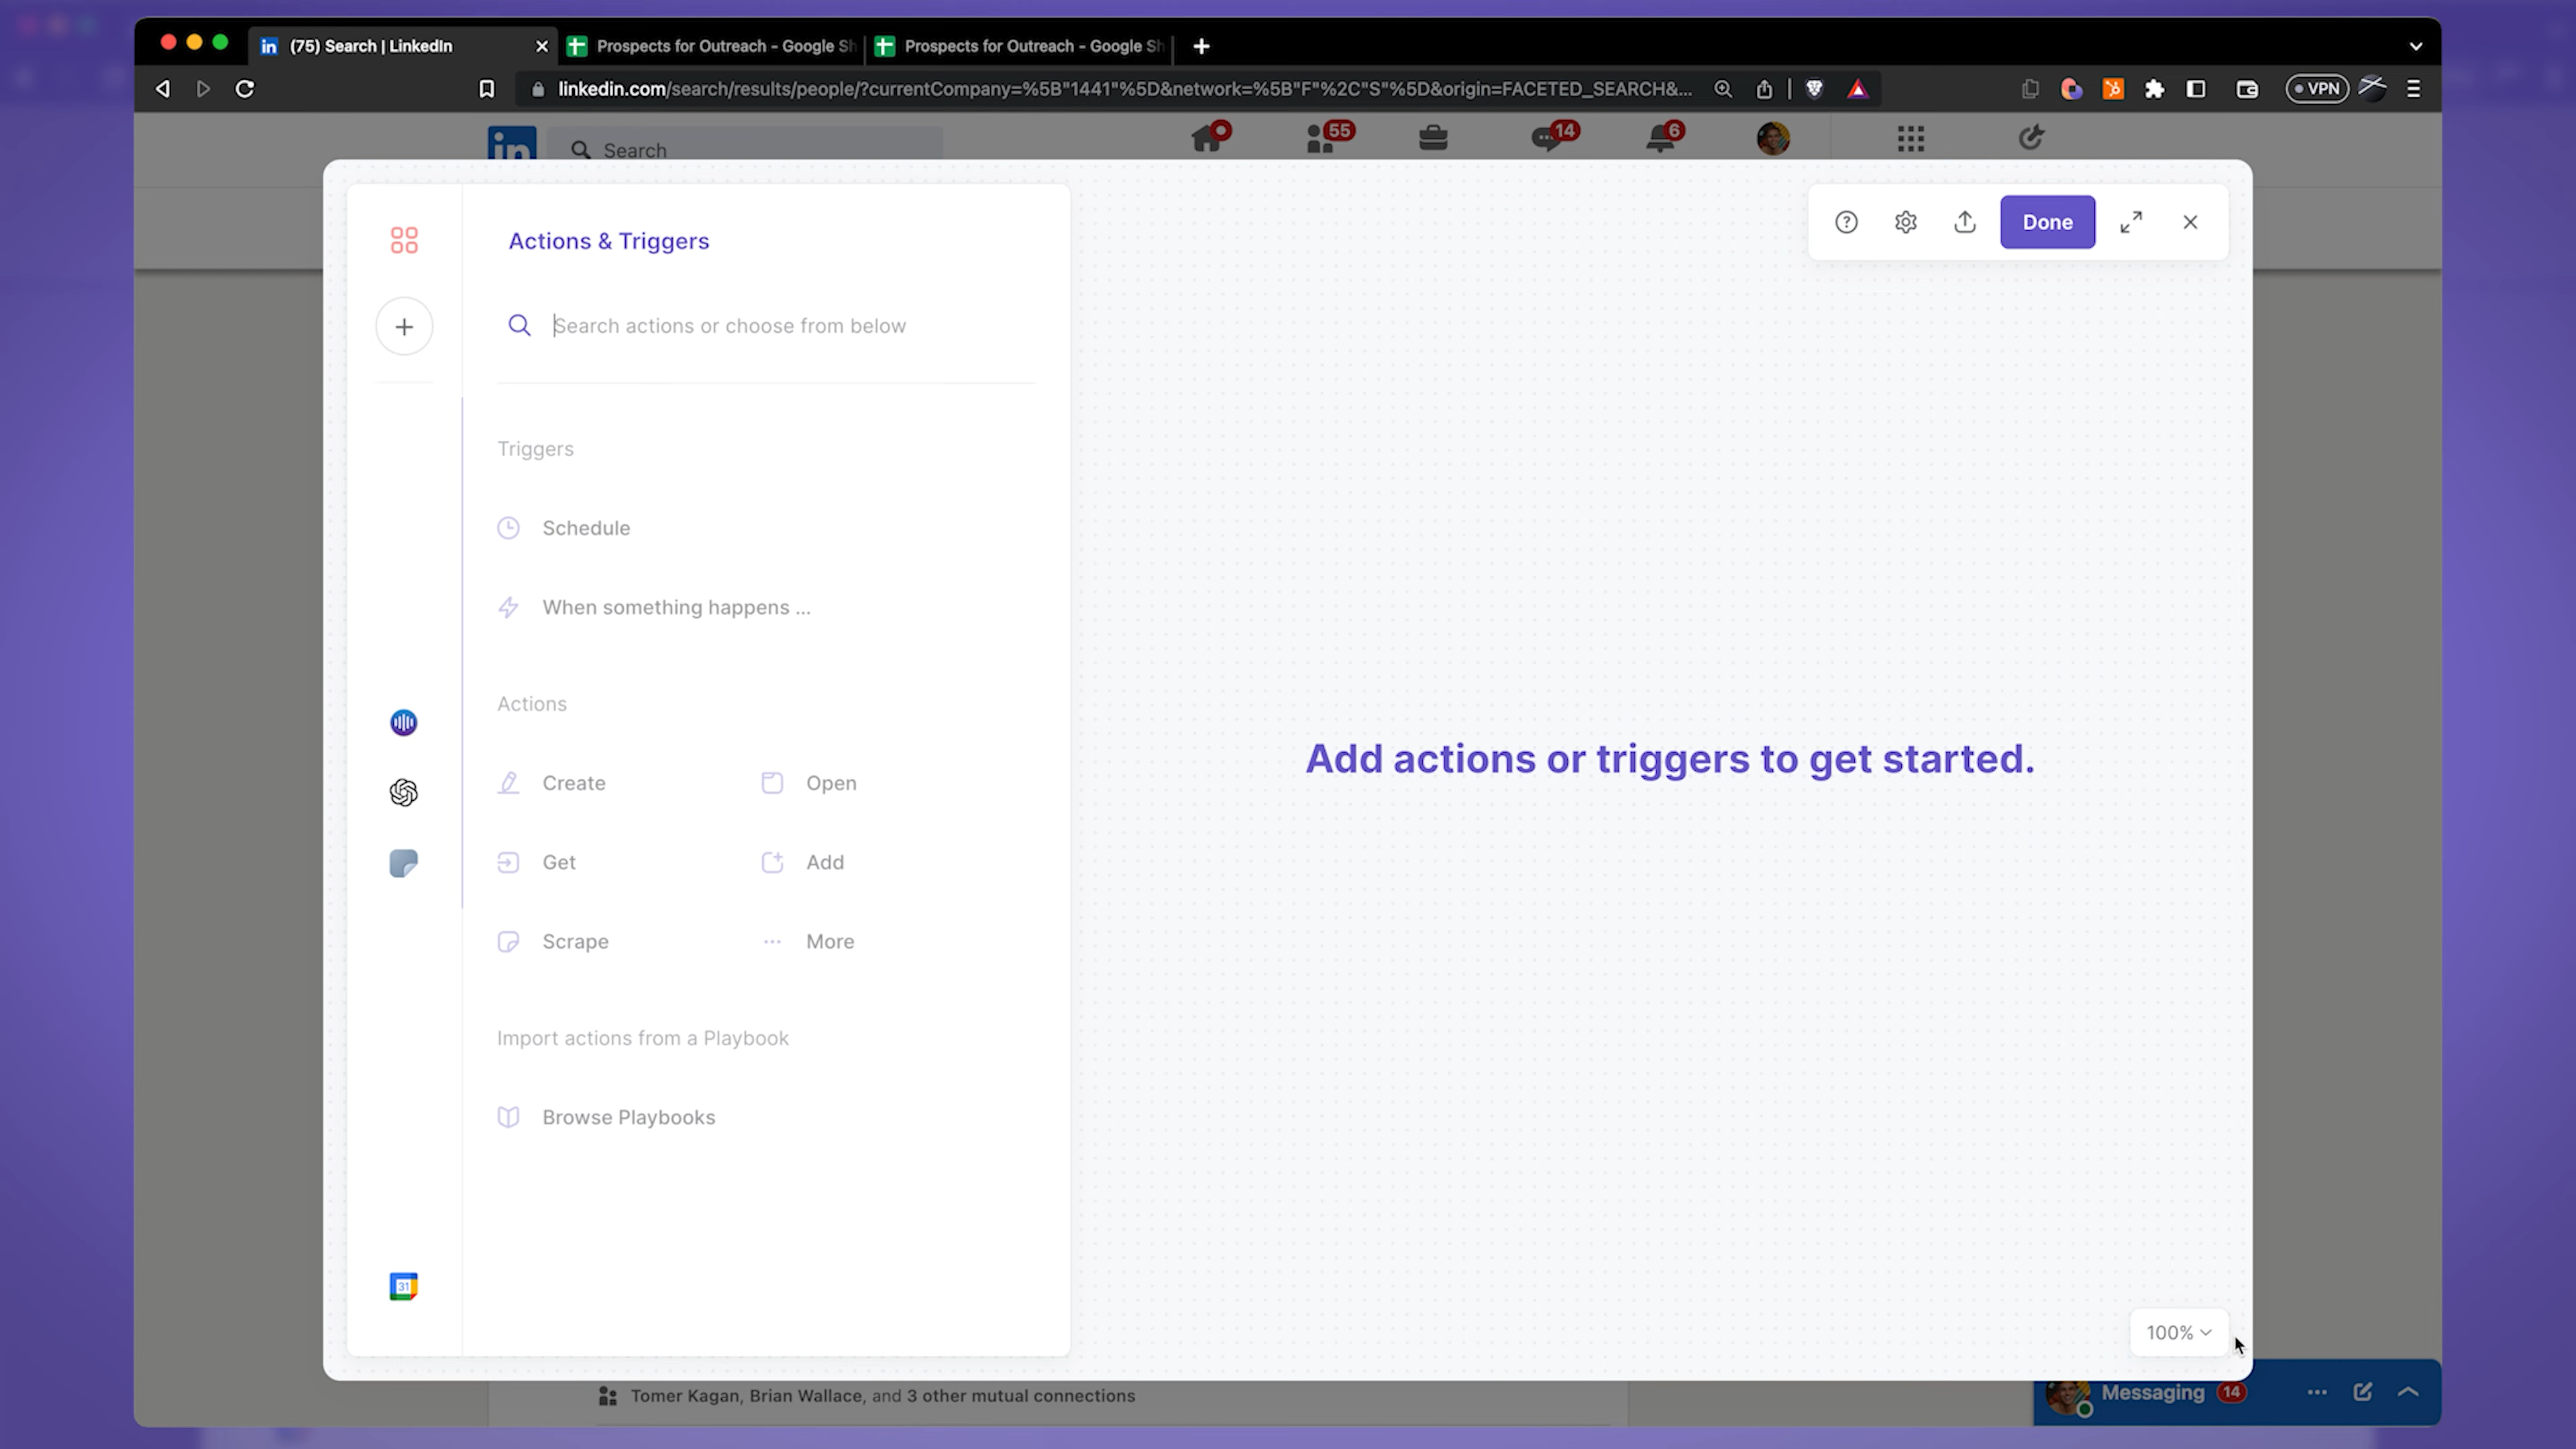 (75) Search | LinkedIn
Prospects for Outreach - Google Sh
Prospects for Outreach - Google Sh
linkedin.com/search/results/people/?currentCompany=%5B"1441"%5D&network=%5B"F"%2C"S"%5D&origin=FACETED_SEARCH&...
VPN
in
Search
55
14
6
Actions & Triggers
Done
Search actions or choose from below
Triggers
Schedule
When something happens ...
Actions
Create
Open
Get
Add
Scrape
More
Import actions from a Playbook
Browse Playbooks
31
Add actions or triggers to get started.
100%
Tomer Kagan, Brian Wallace, and 3 other mutual connections
Messaging 14